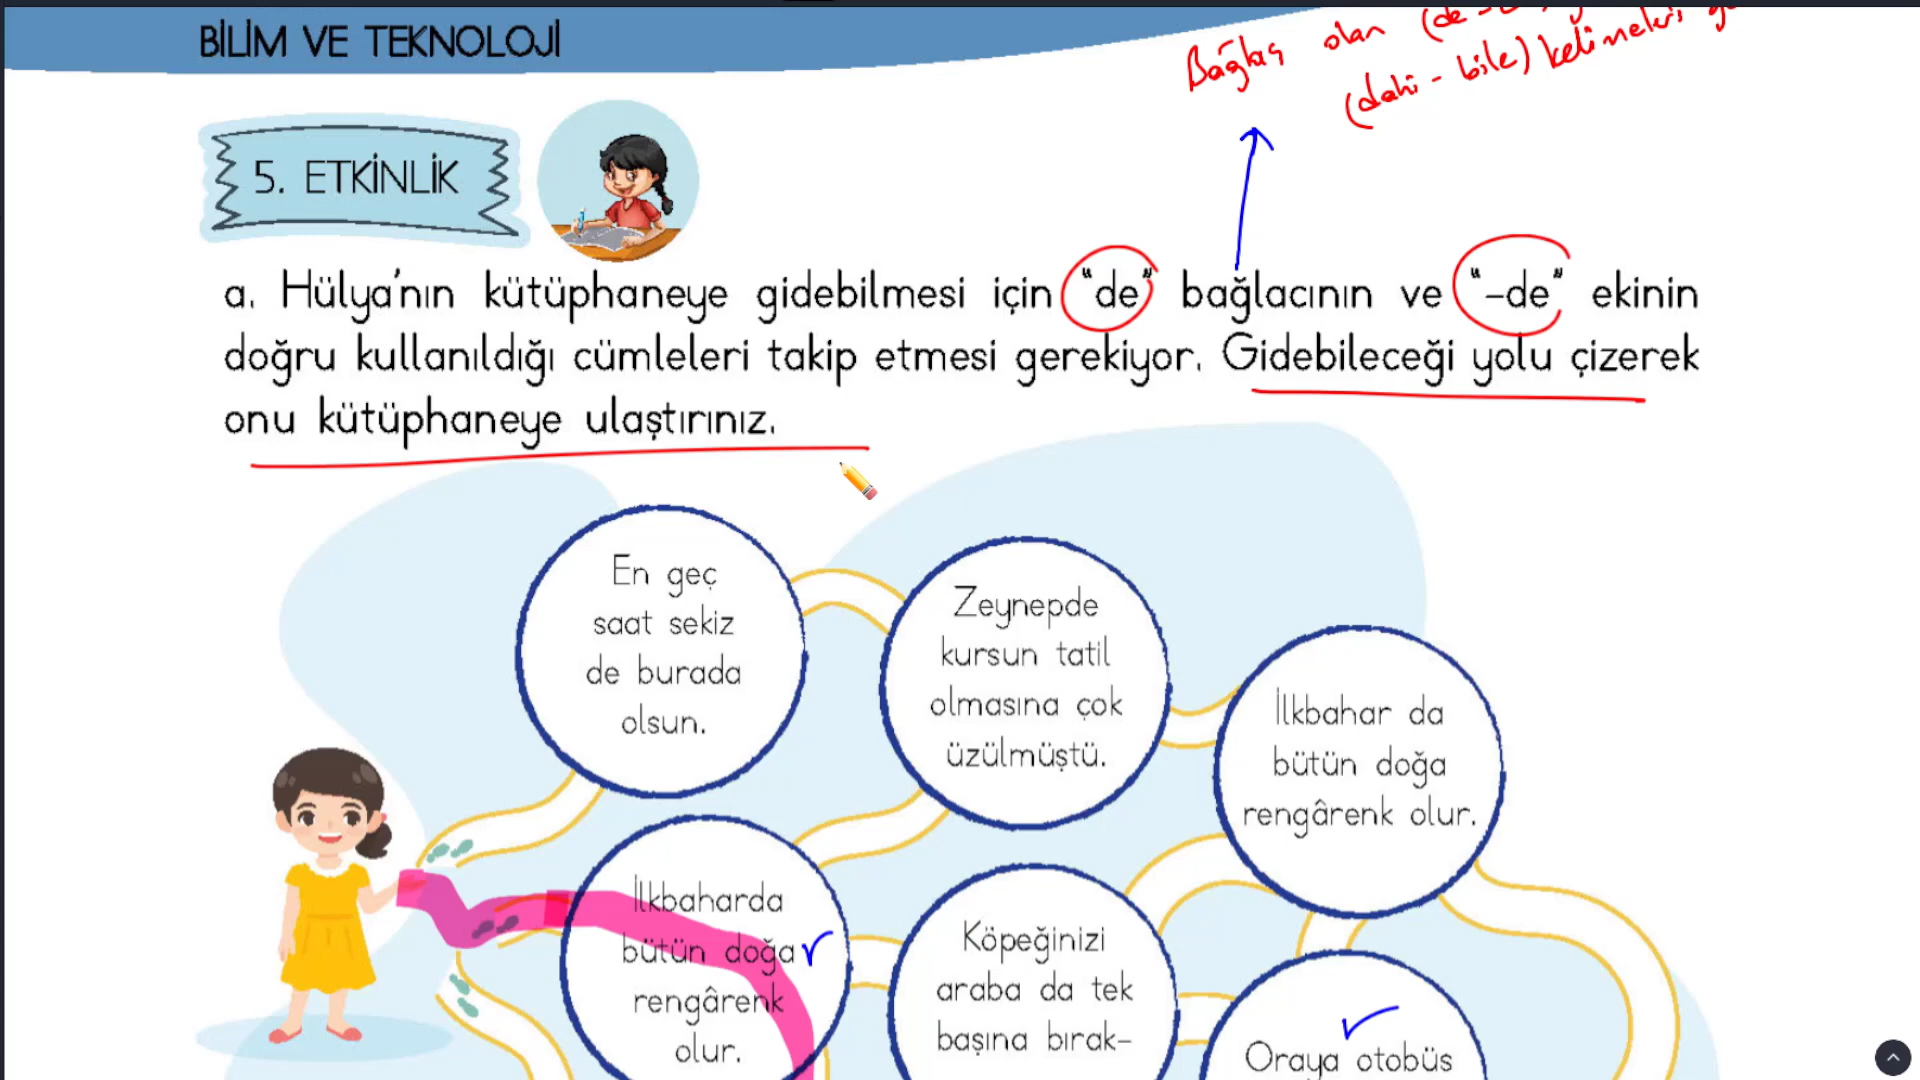 BİLİM VE TEKNOLOJİ
Bağlaç olan (de -
(dahi - bile) kelimeleri
5. ETKİNLİK
a. Hülya'nın kütüphaneye gidebilmesi için "de" bağlacının ve "-de" ekinin
doğru kullanıldığı cümleleri takip etmesi gerekiyor. Gidebileceği yolu çizerek
onu kütüphaneye ulaştırınız.
En geç
saat sekiz
de burada
olsun.
Zeynepde
kursun tatil
olmasına çok
üzülmüştü.
İlkbahar da
bütün doğa
rengârenk olur.
İlkbaharda
bütün doğa
rengârenk
olur.
Köpeğinizi
araba da tek
başına bırak-
Oraya otobüs